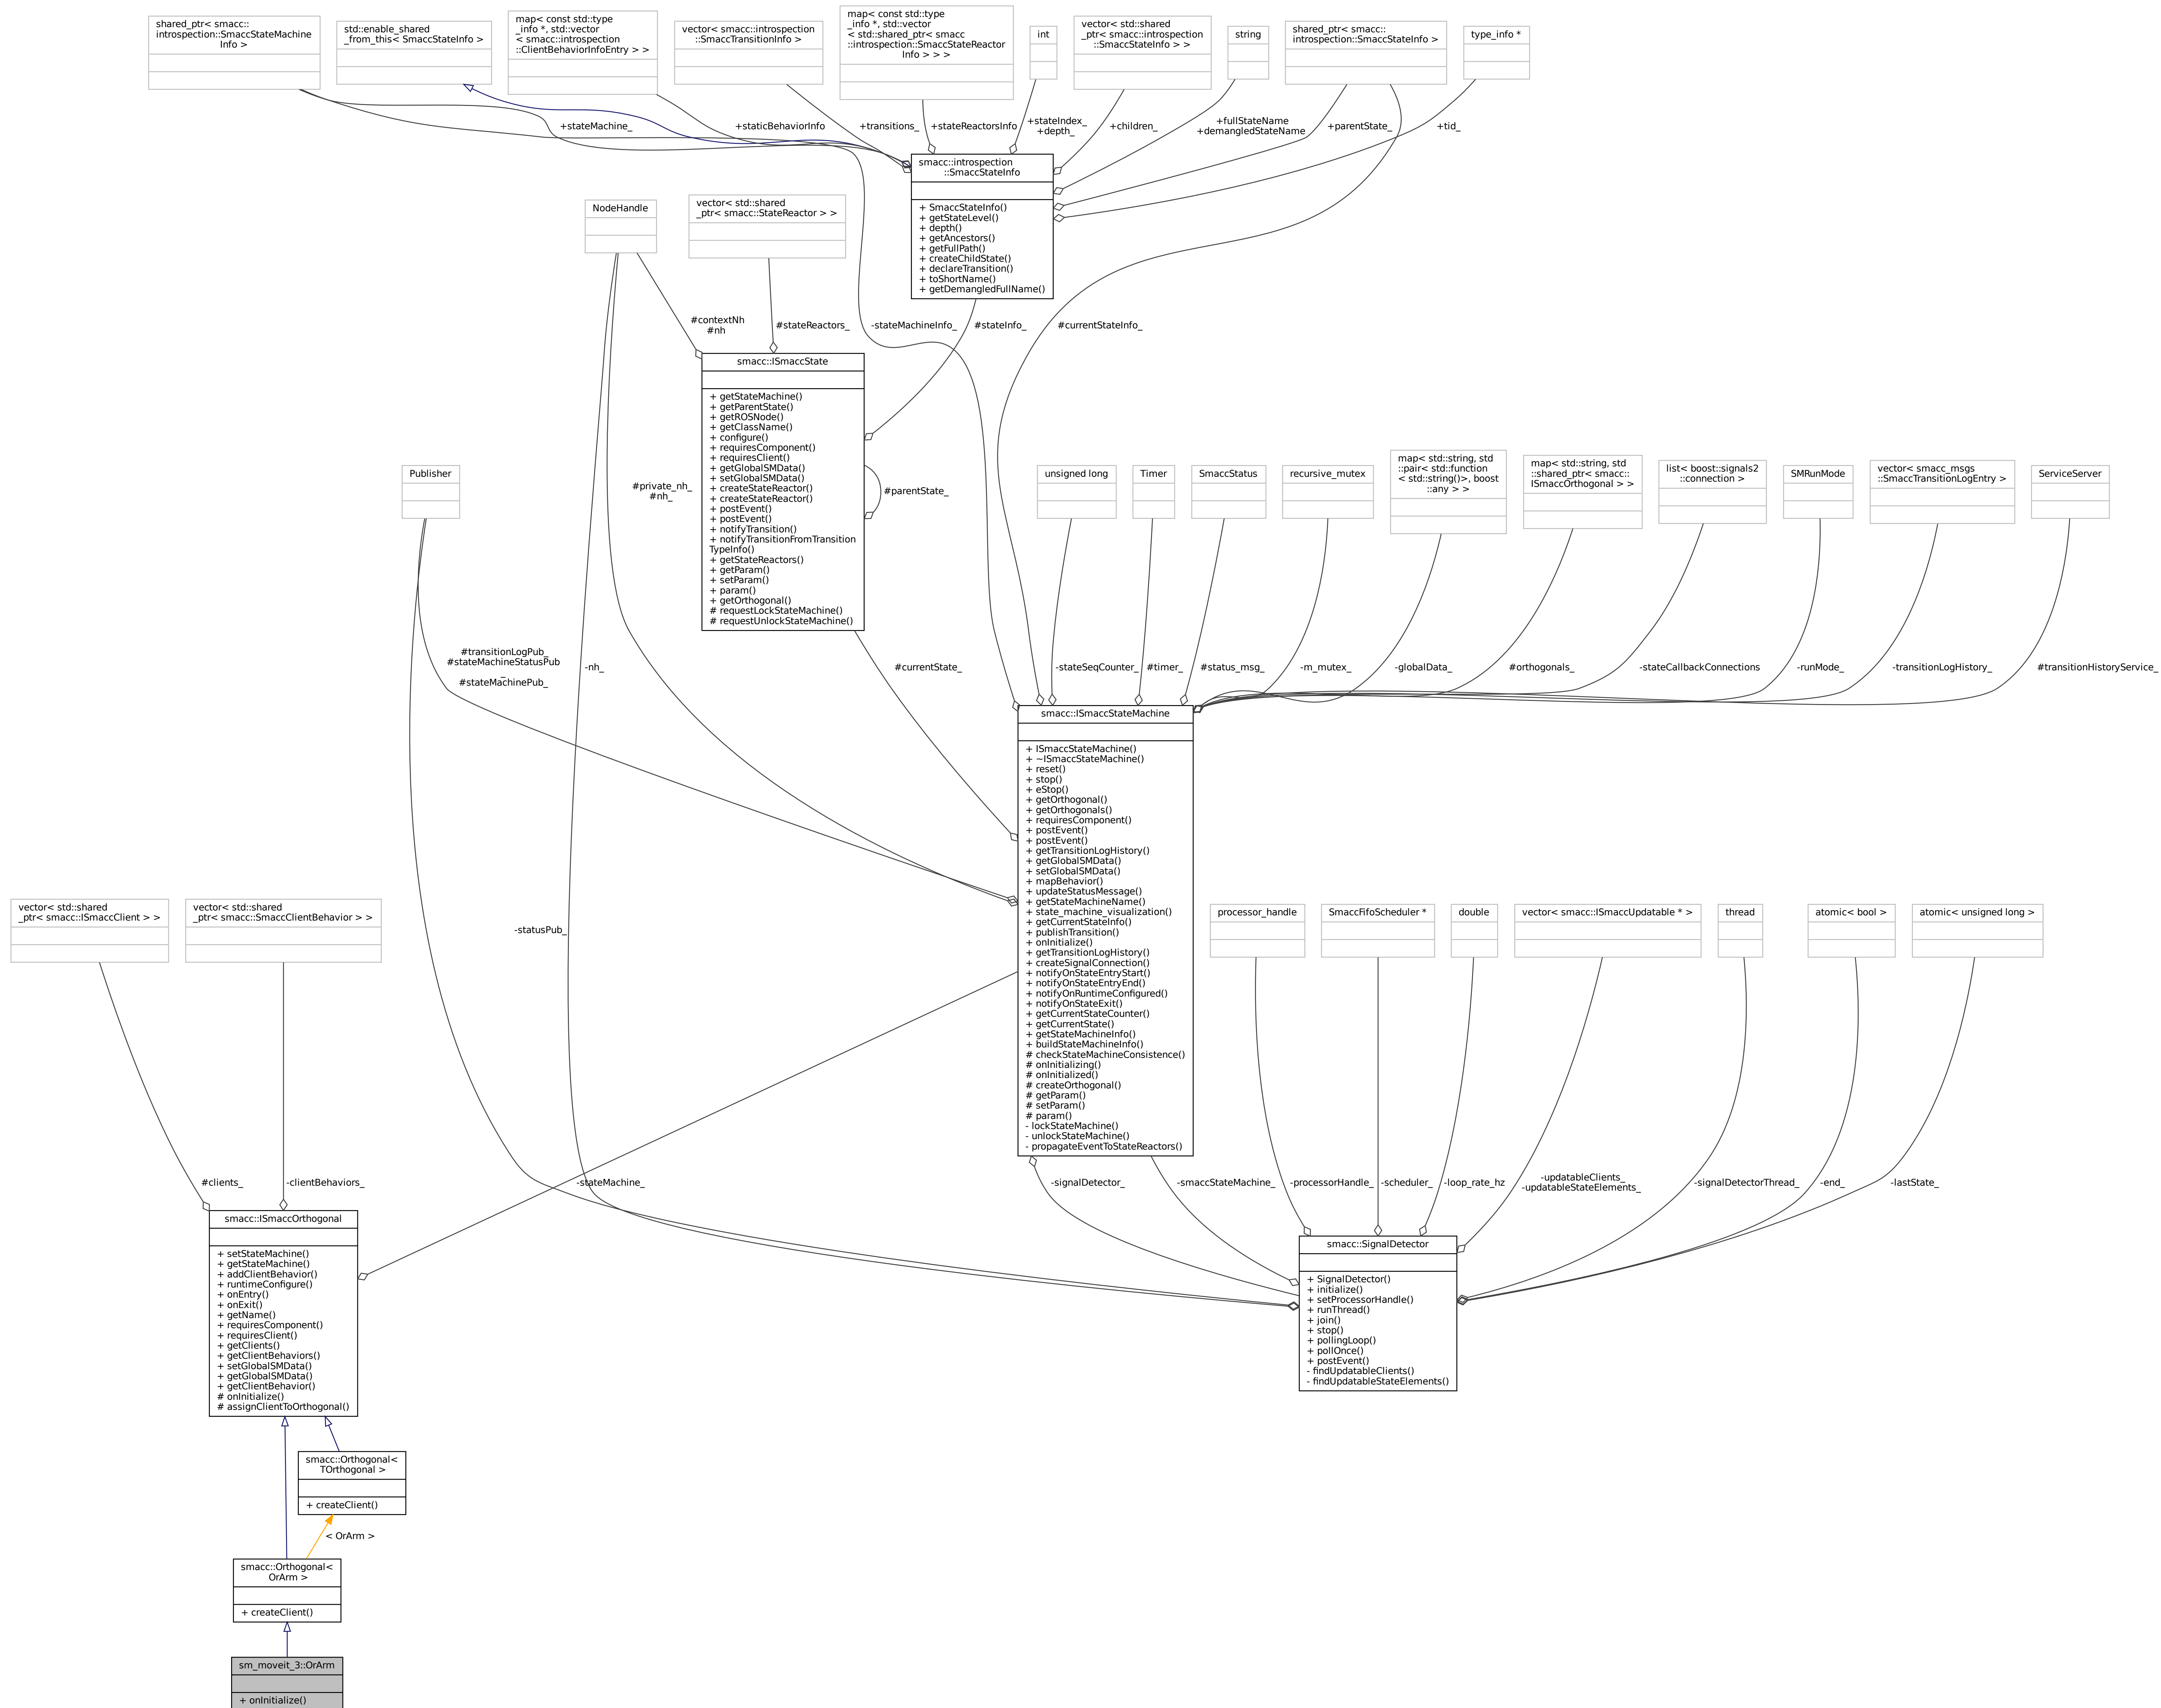 shared_ptr< smacc::
introspection::SmaccStateMachine
Info >
std::enable_shared
_from_this< SmaccStateInfo >
map< const std::type
_info *, std::vector
< smacc::introspection
::ClientBehaviorInfoEntry > >
vector< smacc::introspection
::SmaccTransitionInfo >
map< const std::type
_info *, std::vector
< std::shared_ptr< smacc
::introspection::SmaccStateReactor
Info > > >
int
vector< std::shared
_ptr< smacc::introspection
::SmaccStateInfo > >
string
shared_ptr< smacc::
introspection::SmaccStateInfo >
type_info *
+stateMachine_
+staticBehaviorInfo
+transitions_
+stateReactorsInfo
+stateIndex_
+depth_
+children_
+fullStateName
+demangledStateName
+parentState_
+tid_
smacc::introspection
::SmaccStateInfo
+ SmaccStateInfo()
+ getStateLevel()
+ depth()
+ getAncestors()
+ getFullPath()
+ createChildState()
+ declareTransition()
+ toShortName()
+ getDemangledFullName()
NodeHandle
vector< std::shared
_ptr< smacc::StateReactor > >
#contextNh
#nh
#stateReactors_
-stateMachineInfo_
#stateInfo_
#currentStateInfo_
smacc::ISmaccState
+ getStateMachine()
+ getParentState()
+ getROSNode()
+ getClassName()
+ configure()
+ requiresComponent()
+ requiresClient()
+ getGlobalSMData()
+ setGlobalSMData()
+ createStateReactor()
+ createStateReactor()
+ postEvent()
+ postEvent()
+ notifyTransition()
+ notifyTransitionFromTransition
TypeInfo()
+ getStateReactors()
+ getParam()
+ setParam()
+ param()
+ getOrthogonal()
# requestLockStateMachine()
# requestUnlockStateMachine()
#parentState_
Publisher
#private_nh_
#nh_
unsigned long
Timer
SmaccStatus
recursive_mutex
map< std::string, std
::pair< std::function
< std::string()>, boost
::any > >
map< std::string, std
::shared_ptr< smacc::
ISmaccOrthogonal > >
list< boost::signals2
::connection >
SMRunMode
vector< smacc_msgs
::SmaccTransitionLogEntry >
ServiceServer
#transitionLogPub_
#stateMachineStatusPub
_
#stateMachinePub_
-nh_
#currentState_
-stateSeqCounter_
#timer_
#status_msg_
-m_mutex_
-globalData_
#orthogonals_
-stateCallbackConnections
-runMode_
-transitionLogHistory_
#transitionHistoryService_
smacc::ISmaccStateMachine
+ ISmaccStateMachine()
+ ~ISmaccStateMachine()
+ reset()
+ stop()
+ eStop()
+ getOrthogonal()
+ getOrthogonals()
+ requiresComponent()
+ postEvent()
+ postEvent()
+ getTransitionLogHistory()
+ getGlobalSMData()
+ setGlobalSMData()
+ mapBehavior()
+ updateStatusMessage()
+ getStateMachineName()
+ state_machine_visualization()
+ getCurrentStateInfo()
+ publishTransition()
+ onInitialize()
+ getTransitionLogHistory()
+ createSignalConnection()
+ notifyOnStateEntryStart()
+ notifyOnStateEntryEnd()
+ notifyOnRuntimeConfigured()
+ notifyOnStateExit()
+ getCurrentStateCounter()
+ getCurrentState()
+ getStateMachineInfo()
+ buildStateMachineInfo()
# checkStateMachineConsistence()
# onInitializing()
# onInitialized()
# createOrthogonal()
# getParam()
# setParam()
# param()
- lockStateMachine()
- unlockStateMachine()
- propagateEventToStateReactors()
vector< std::shared
_ptr< smacc::ISmaccClient > >
vector< std::shared
_ptr< smacc::SmaccClientBehavior > >
-statusPub_
processor_handle
SmaccFifoScheduler *
double
vector< smacc::ISmaccUpdatable * >
thread
atomic< bool >
atomic< unsigned long >
#clients_
-clientBehaviors_
-stateMachine_
-signalDetector_
-smaccStateMachine_
-processorHandle_
-scheduler_
-loop_rate_hz
-updatableClients_
-updatableStateElements_
-signalDetectorThread_
-end_
-lastState_
smacc::ISmaccOrthogonal
+ setStateMachine()
+ getStateMachine()
+ addClientBehavior()
+ runtimeConfigure()
+ onEntry()
+ onExit()
+ getName()
+ requiresComponent()
+ requiresClient()
+ getClients()
+ getClientBehaviors()
+ setGlobalSMData()
+ getGlobalSMData()
+ getClientBehavior()
# onInitialize()
# assignClientToOrthogonal()
smacc::SignalDetector
+ SignalDetector()
+ initialize()
+ setProcessorHandle()
+ runThread()
+ join()
+ stop()
+ pollingLoop()
+ pollOnce()
+ postEvent()
- findUpdatableClients()
- findUpdatableStateElements()
smacc::Orthogonal<
TOrthogonal >
+ createClient()
< OrArm >
smacc::Orthogonal<
OrArm >
+ createClient()
sm_moveit_3::OrArm
+ onInitialize()